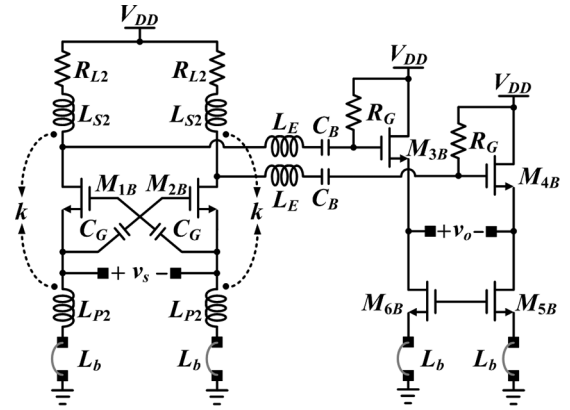 V_DD
R_L2 R_L2
V_DD
L_S2 L_S2
R_G
V_DD
L_E C_B
R_G
M_3B
M_1B M_2B
M_4B
k C_G C_G k
L_E C_B
+ v_s -
+v_o-
L_P2 L_P2
M_6B M_5B
L_b L_b
L_b L_b